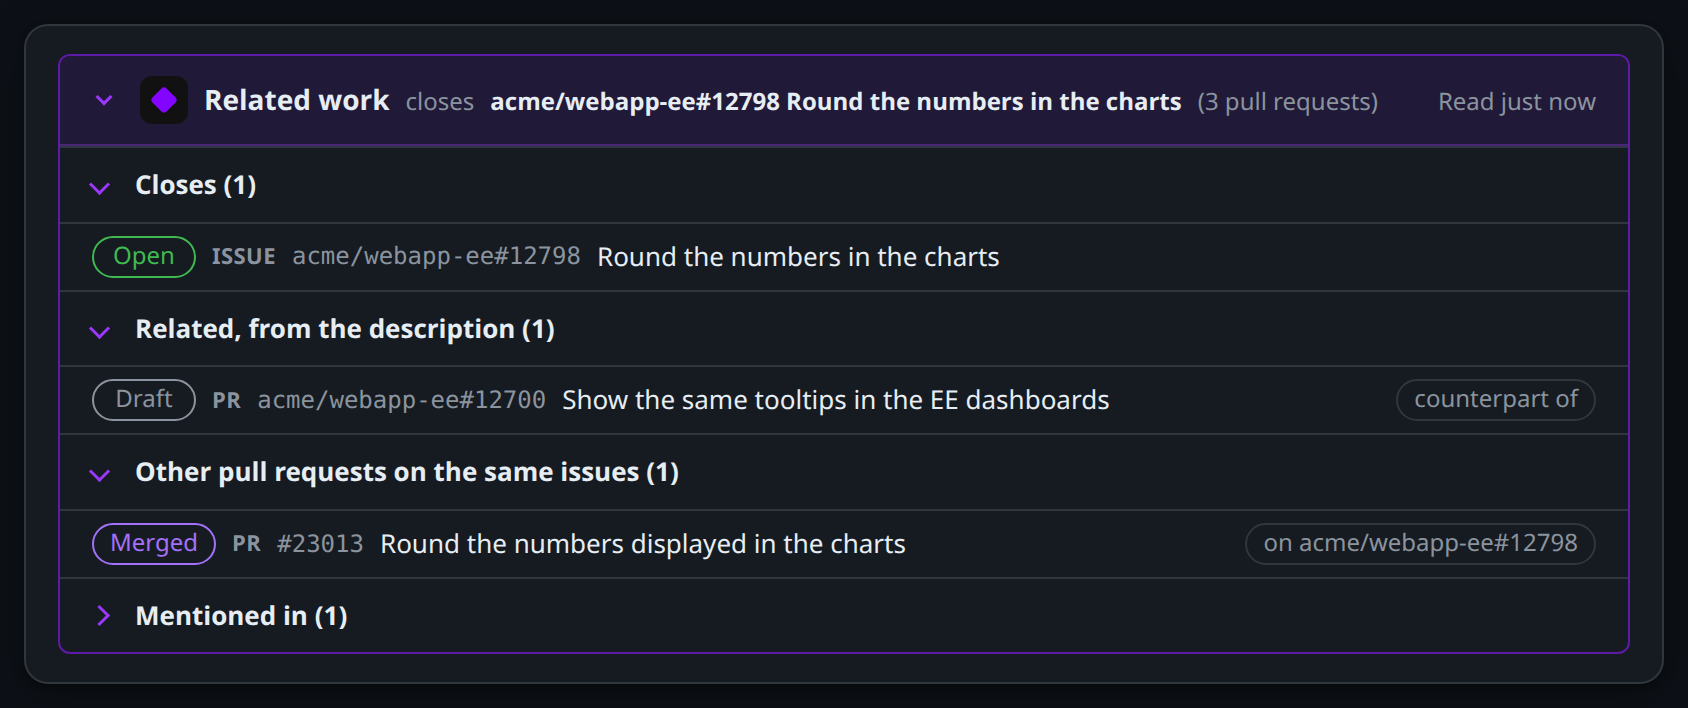 Related work closes acme/webapp-ee#12798 Round the numbers in the charts (3 pull requests) Read just now
Closes (1)
Open ISSUE acme/webapp-ee#12798 Round the numbers in the charts
Related, from the description (1)
Draft PR acme/webapp-ee#12700 Show the same tooltips in the EE dashboards counterpart of
Other pull requests on the same issues (1)
Merged PR #23013 Round the numbers displayed in the charts on acme/webapp-ee#12798
Mentioned in (1)